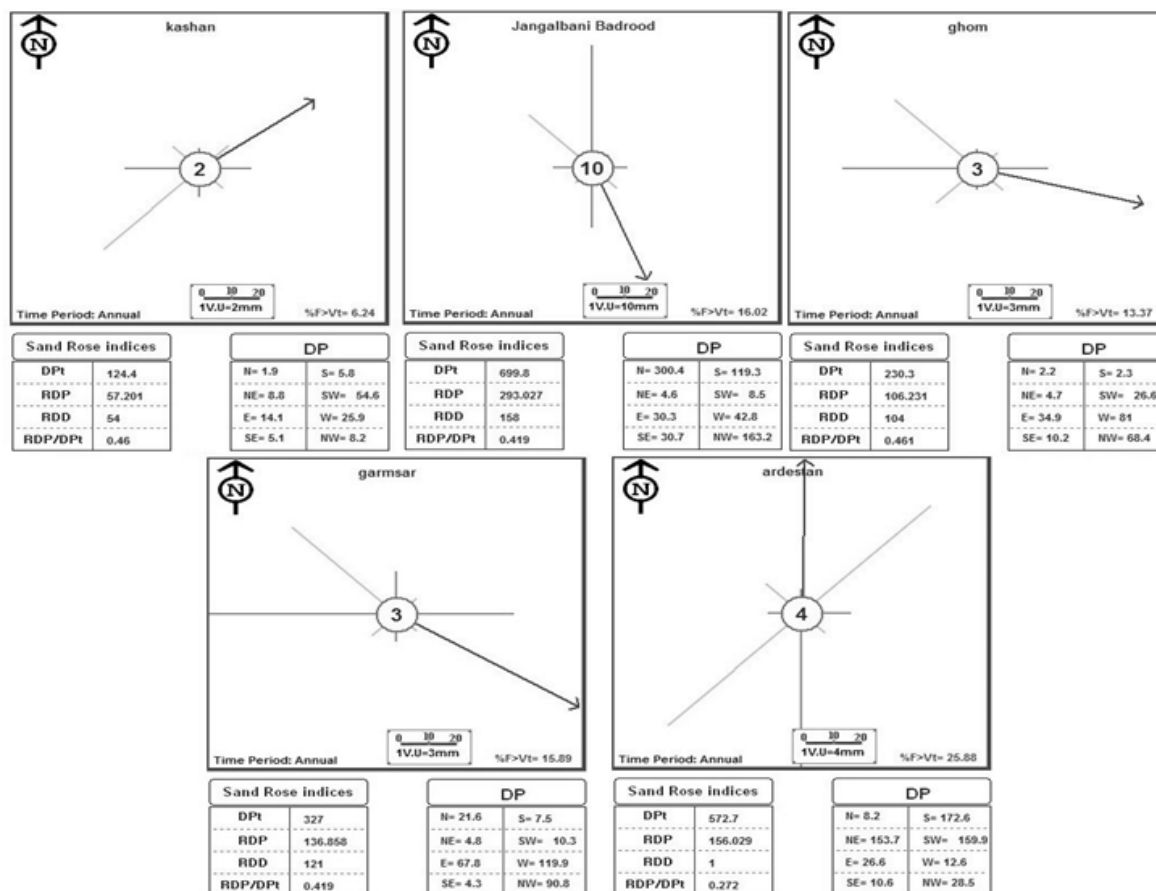 kashan
N
2
0 10 20
1V.U=2mm
Time Period: Annual
%F>Vt= 6.24
Jangalbani Badrood
N
10
0 10 20
1V.U=10mm
Time Period: Annual
%F>Vt= 16.02
ghom
N
3
0 10 20
1V.U=3mm
Time Period: Annual
%F>Vt= 13.37
Sand Rose indices
DPt 124.4
RDP 57.201
RDD 54
RDP/DPt 0.46
DP
N= 1.9 S= 5.8
NE= 8.8 SW= 54.6
E= 14.1 W= 25.9
SE= 5.1 NW= 8.2
Sand Rose indices
DPt 699.8
RDP 293.027
RDD 158
RDP/DPt 0.419
DP
N= 300.4 S= 119.3
NE= 4.6 SW= 8.5
E= 30.3 W= 42.8
SE= 30.7 NW= 163.2
Sand Rose indices
DPt 230.3
RDP 106.231
RDD 104
RDP/DPt 0.461
DP
N= 2.2 S= 2.3
NE= 4.7 SW= 26.6
E= 34.9 W= 81
SE= 10.2 NW= 68.4
garmsar
N
3
0 10 20
1V.U=3mm
Time Period: Annual
%F>Vt= 15.89
ardestan
N
4
0 10 20
1V.U=4mm
Time Period: Annual
%F>Vt= 25.88
Sand Rose indices
DPt 327
RDP 136.858
RDD 121
RDP/DPt 0.419
DP
N= 21.6 S= 7.5
NE= 4.8 SW= 10.3
E= 67.8 W= 119.9
SE= 4.3 NW= 90.8
Sand Rose indices
DPt 572.7
RDP 156.029
RDD 1
RDP/DPt 0.272
DP
N= 8.2 S= 172.6
NE= 153.7 SW= 159.9
E= 26.6 W= 12.6
SE= 10.6 NW= 28.5